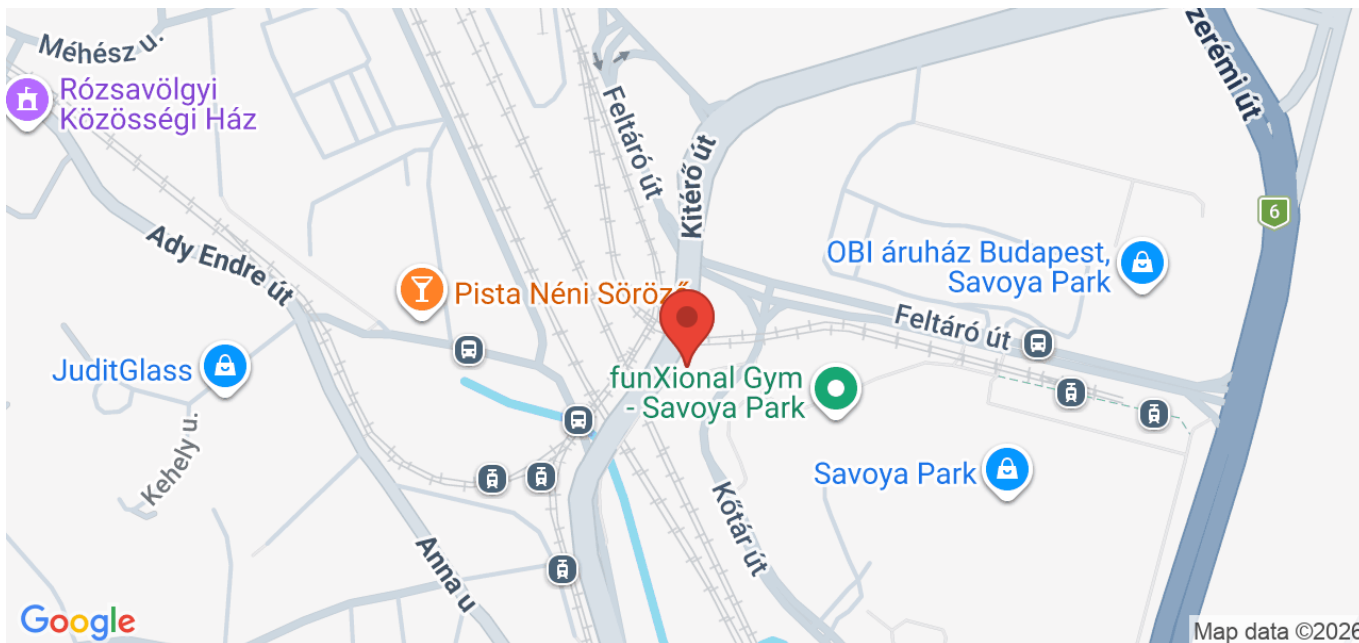 Méhész u.
Rózsavölgyi
Közösségi Ház
Feltáró út
Kitérő út
zerémi út
6
Ady Endre út
OBI áruház Budapest,
Savoya Park
Pista Néni Söröző
Feltáró út
JuditGlass
funXional Gym
- Savoya Park
Kehely u.
Savoya Park
Kőtár út
Anna u
Google
Map data ©2026